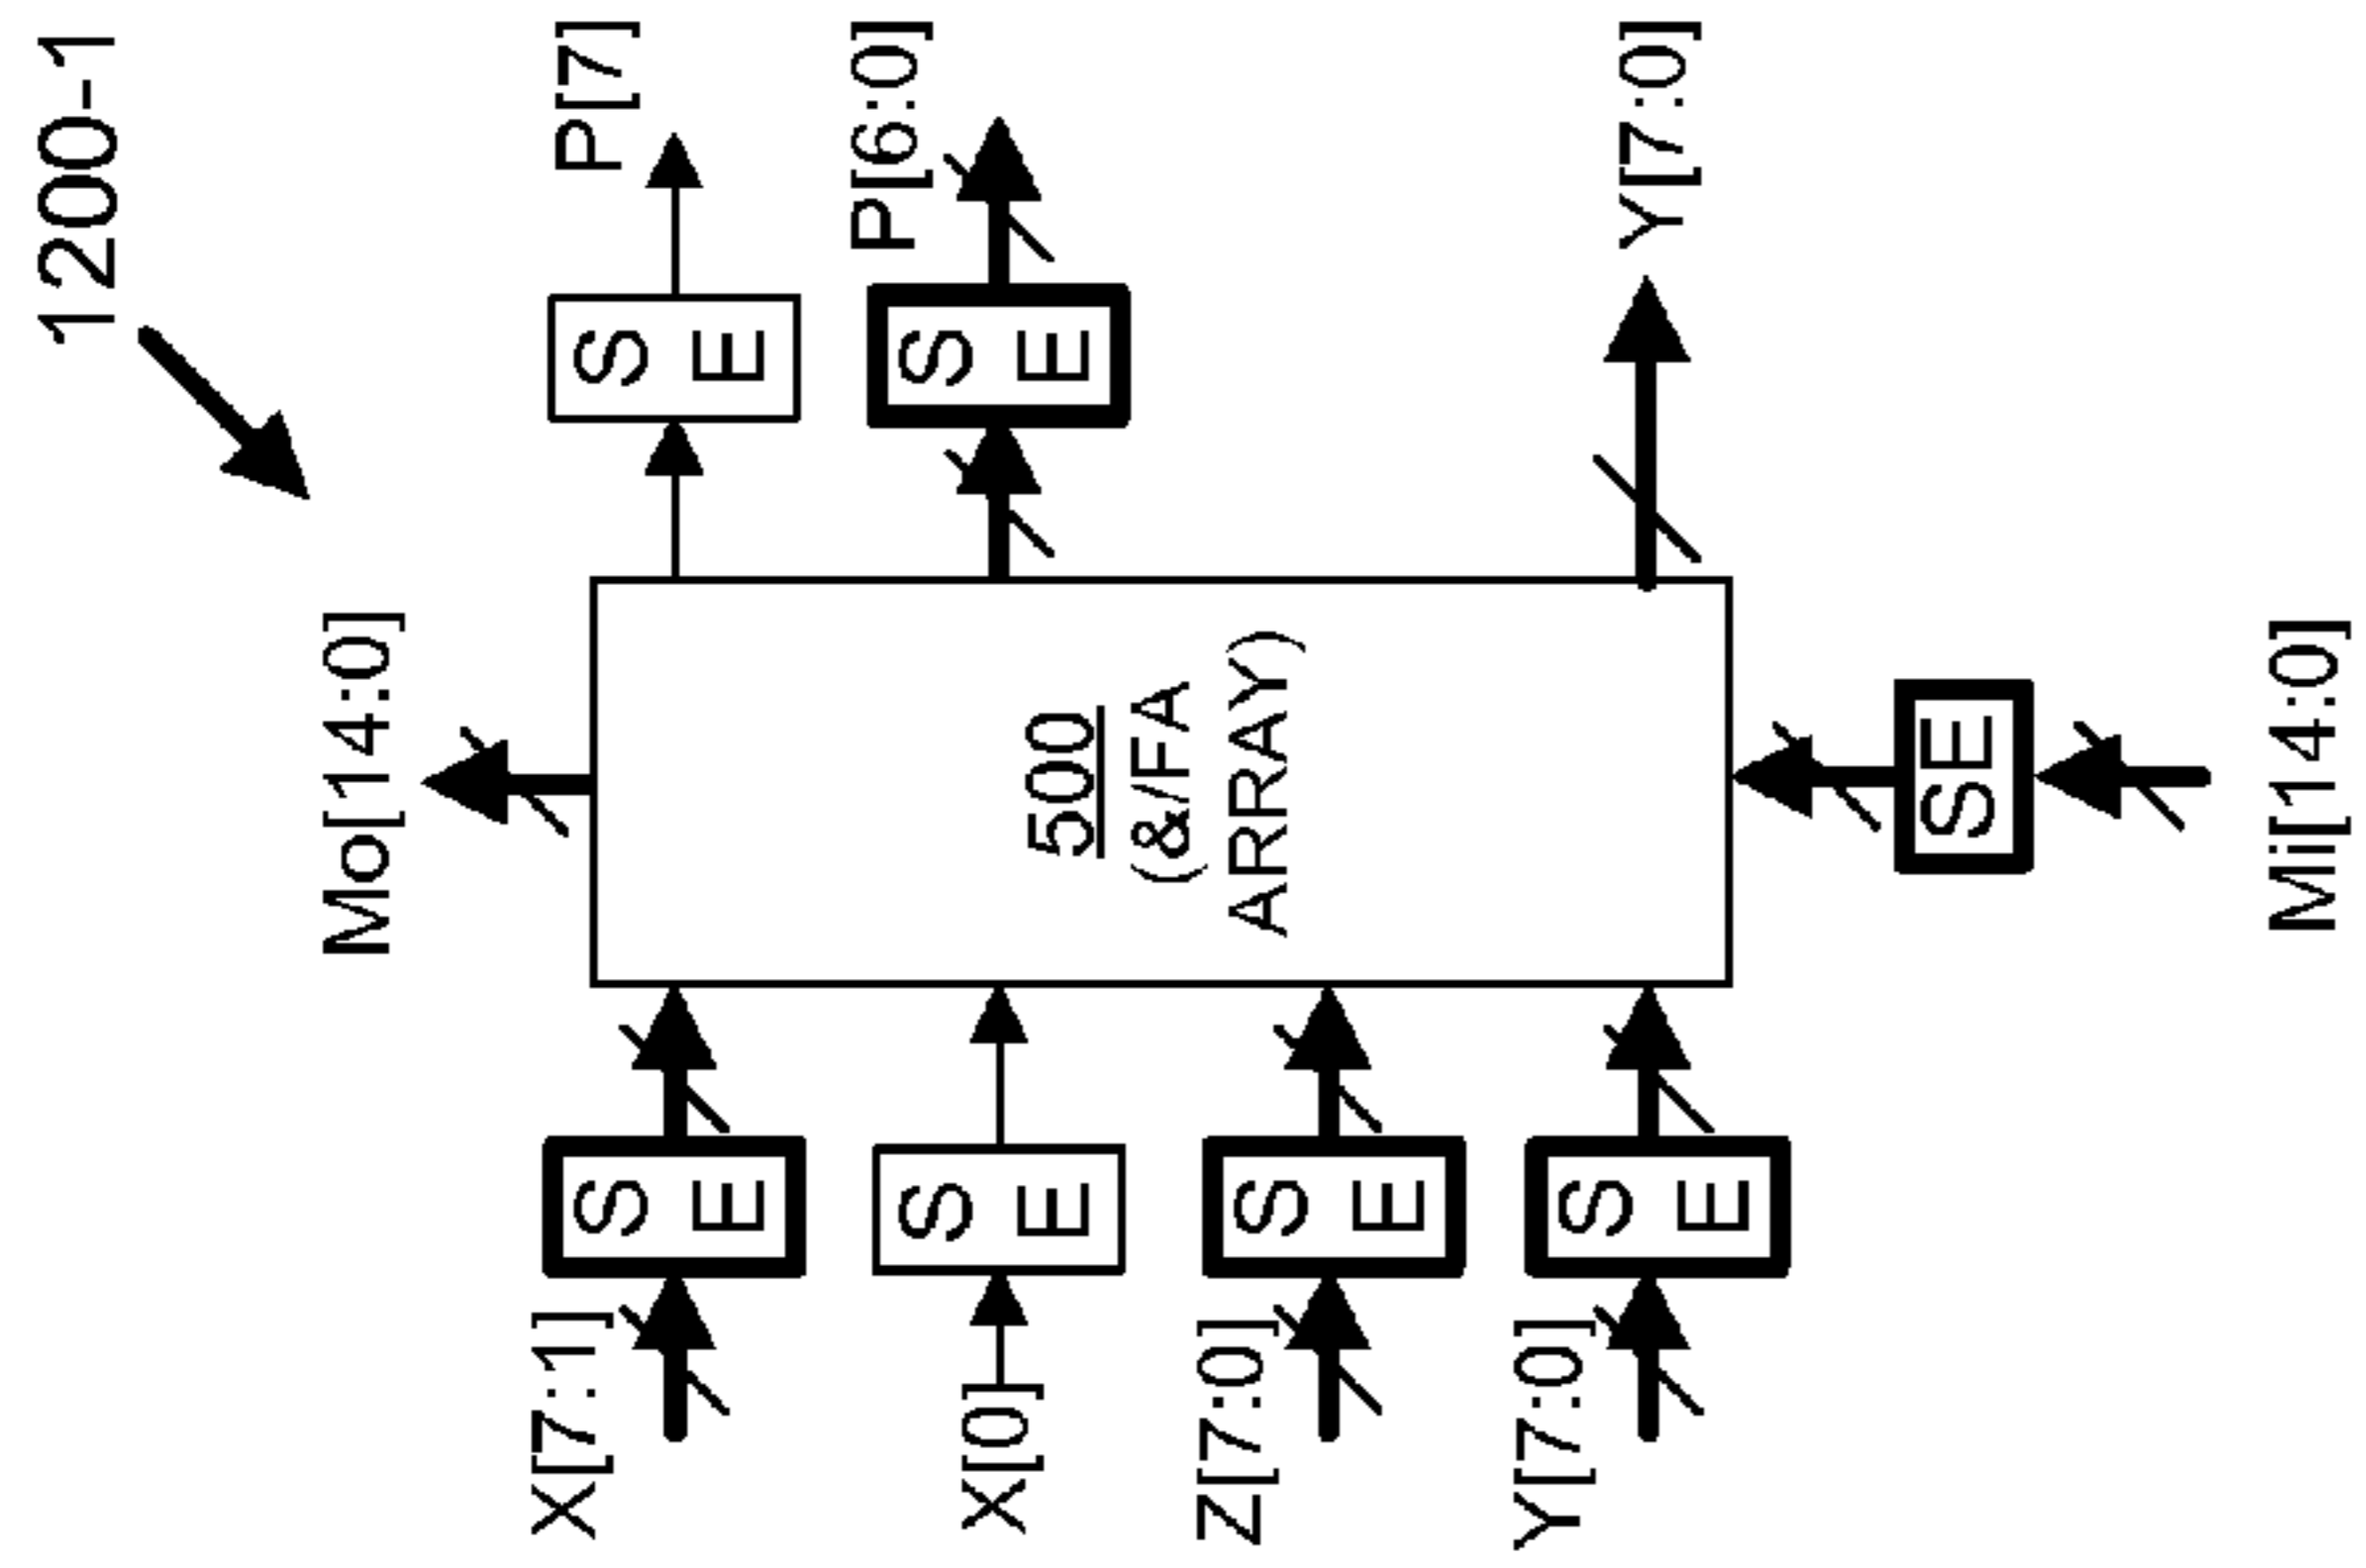 1200-1
Mo[14:0]
X[7:1]
S
E
S
E
P[7]
X[0]
S
E
S
E
P[6:0]
500
(&/FA
ARRAY)
Z[7:0]
S
E
Y[7:0]
S
E
Y[7:0]
SE
Mi[14:0]